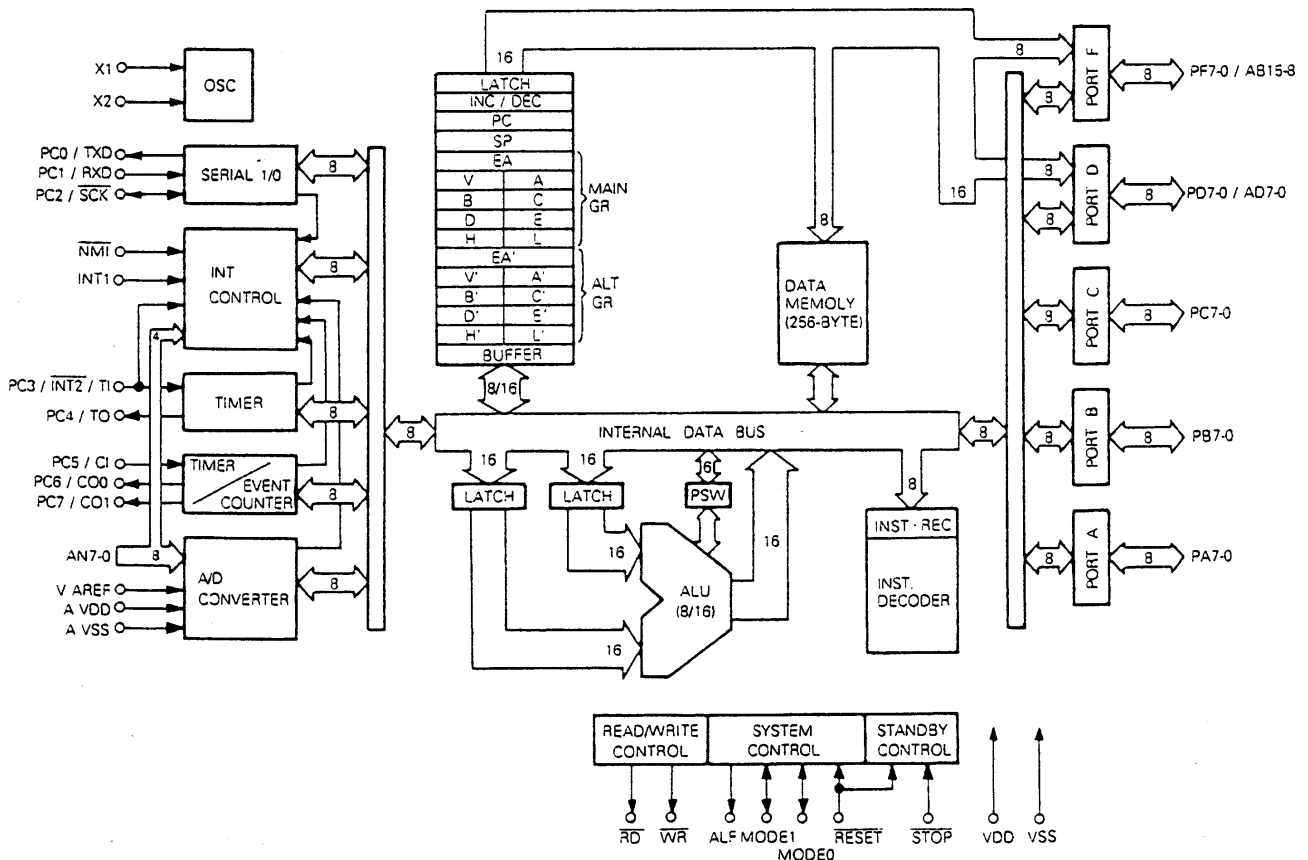 X1
X2
OSC
PC0 / TXD
PC1 / RXD
PC2 / SCK
SERIAL I/0
8
NMI
INT1
INT
CONTROL
8
4
PC3 / INT2 / TI
PC4 / TO
TIMER
8
PC5 / CI
PC6 / CO0
PC7 / CO1
TIMER
EVENT
COUNTER
8
AN7-0
8
V AREF
A VDD
A VSS
A/D
CONVERTER
8
8
16
LATCH
INC / DEC
PC
SP
EA
V A
B C
D E
H L
MAIN
GR
EA'
V' A'
B' C'
D' E'
H' L'
ALT
GR
BUFFER
8/16
8
DATA
MEMOLY
(256-BYTE)
INTERNAL DATA BUS
16
LATCH
16
LATCH
16
PSW
16
16
16
ALU
(8/16)
8
INST · REC
INST.
DECODER
8
8
16
8
PORT F
8
PF7-0 / AB15-8
8
PORT D
8
PD7-0 / AD7-0
8
PORT C
8
PC7-0
8
PORT B
8
PB7-0
8
PORT A
8
PA7-0
READ/WRITE
CONTROL
SYSTEM
CONTROL
STANDBY
CONTROL
RD
WR
MODE1
MODE0
RESET
STOP
VDD
VSS